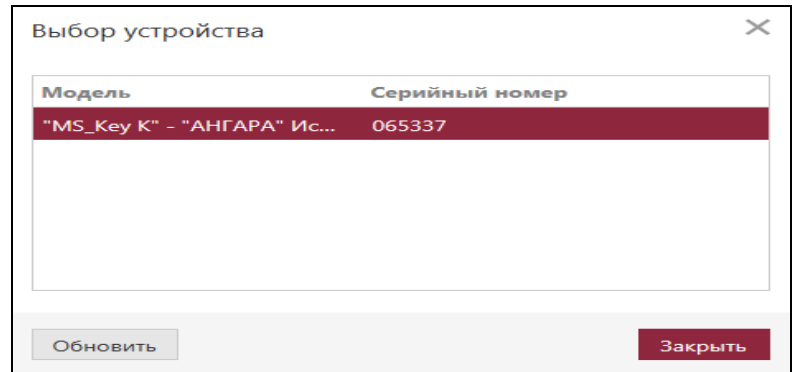 Выбор устройства
Модель Серийный номер
"MS_Key K" - "АНГАРА" Ис... 065337
Обновить Закрыть